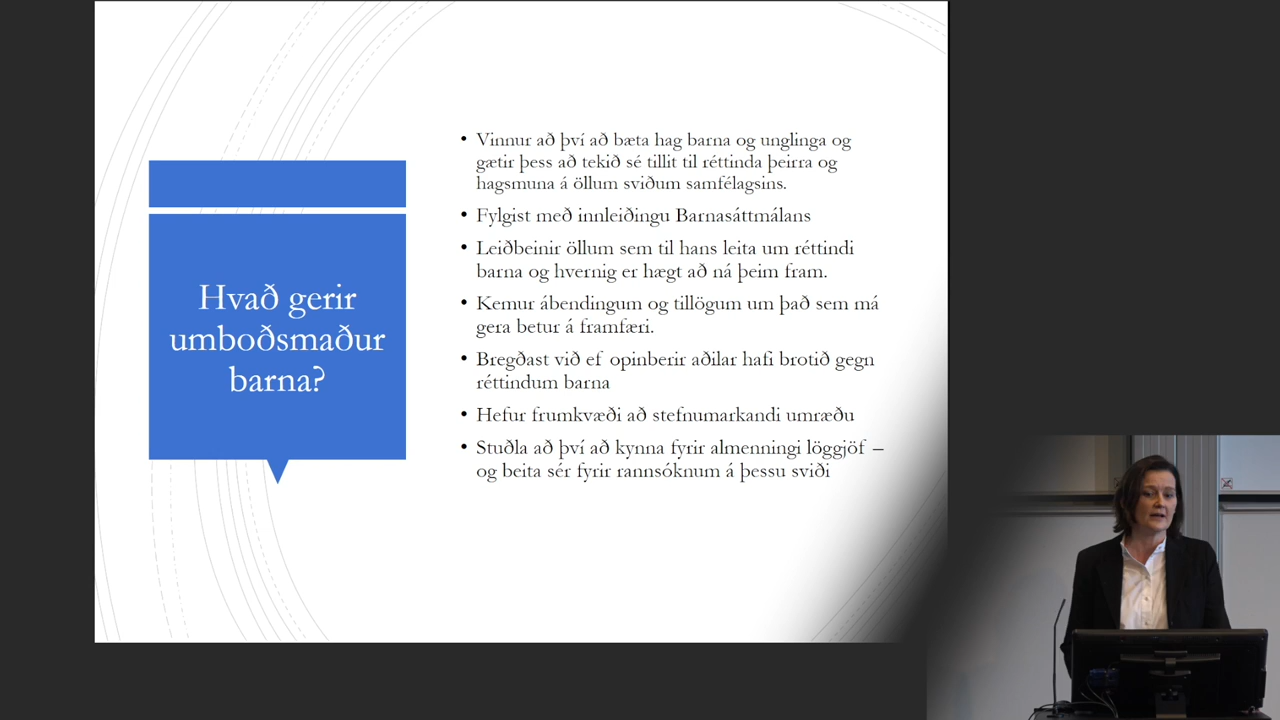 Hvað gerir
umboðsmaður
barna?
• Vinnur að því að bæta hag barna og unglinga og
gætir þess að tekið sé tillit til réttinda þeirra og
hagsmuna á öllum sviðum samfélagsins.
• Fylgist með innleiðingu Barnasáttmálans
• Leiðbeinir öllum sem til hans leita um réttindi
barna og hvernig er hægt að ná þeim fram.
• Kemur ábendingum og tillögum um það sem má
gera betur á framfæri.
• Bregðast við ef opinberir aðilar hafi brotið gegn
réttindum barna
• Hefur frumkvæði að stefnumarkandi umræðu
• Stuðla að því að kynna fyrir almenningi löggjöf –
og beita sér fyrir rannsóknum á þessu sviði